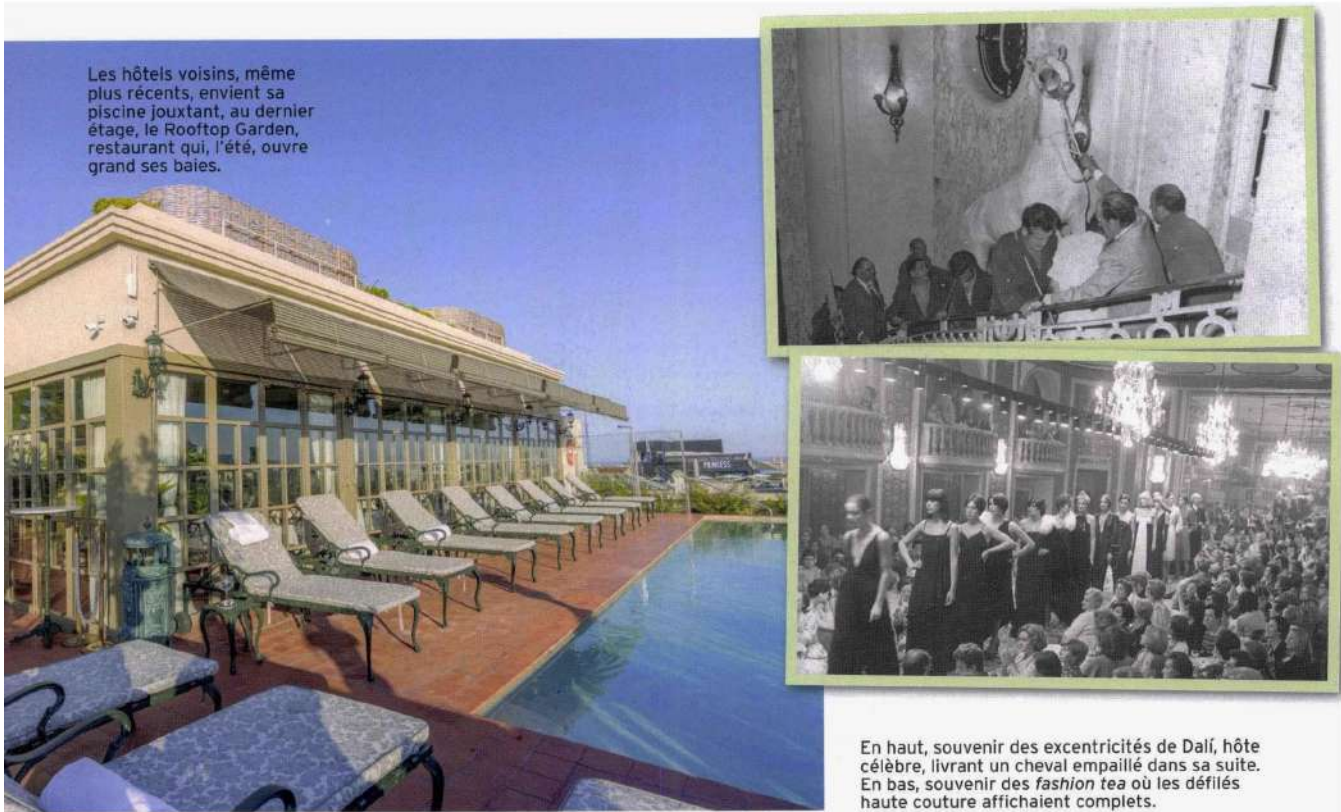 Les hôtels voisins, même
plus récents, envient sa
piscine jouxtant, au dernier
étage, le Rooftop Garden,
restaurant qui, l'été, ouvre
grand ses baies.
PRINCESS
En haut, souvenir des excentricités de Dalí, hôte
célèbre, livrant un cheval empaillé dans sa suite.
En bas, souvenir des fashion tea où les défilés
haute couture affichaient complets.